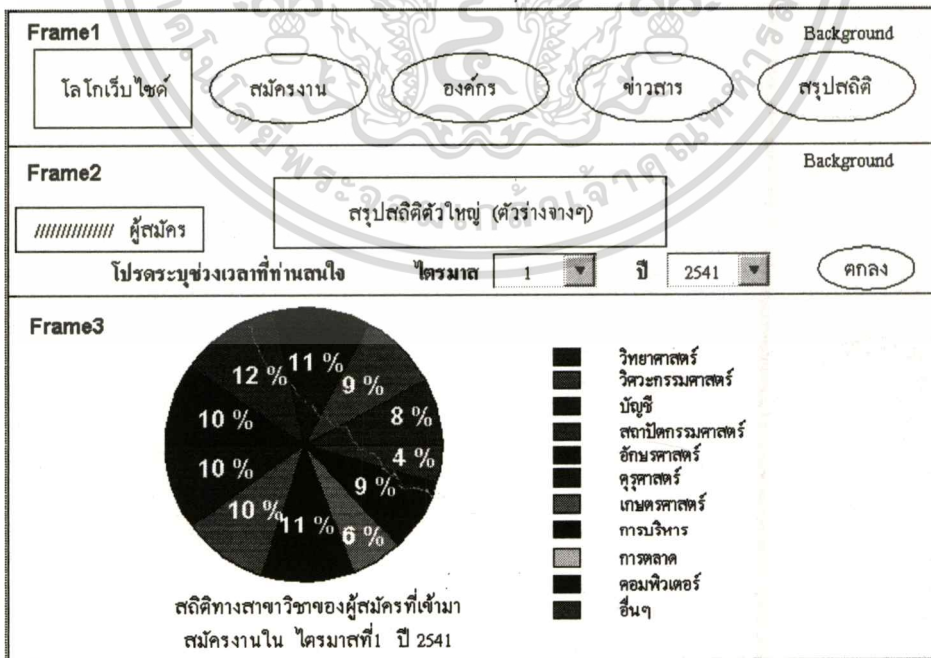 Frame1
Background
โลโกเว็บไซต์
สมัครงาน
องค์กร
ข่าวสาร
สรุปสถิติ
Frame2
Background
//////////////// ผู้สมัคร
สรุปสถิติตัวใหญ่ (ตัวร่างจางๆ)
โปรดระบุช่วงเวลาที่ท่านสนใจ ไตรมาส 1 ปี 2541 ตกลง
Frame3
11 %
12 %
9 %
10 %
8 %
10 %
4 %
9 %
10 %
11 %
6 %
วิทยาศาสตร์
วิศวะกรรมศาสตร์
บัญชี
สถาปัตกรรมศาสตร์
อักษรศาสตร์
คุรุศาสตร์
เกษตรศาสตร์
การบริหาร
การตลาด
คอมพิวเตอร์
อื่นๆ
สถิติทางสาขาวิชาของผู้สมัครที่เข้ามา
สมัครงานใน ไตรมาสที่1 ปี 2541